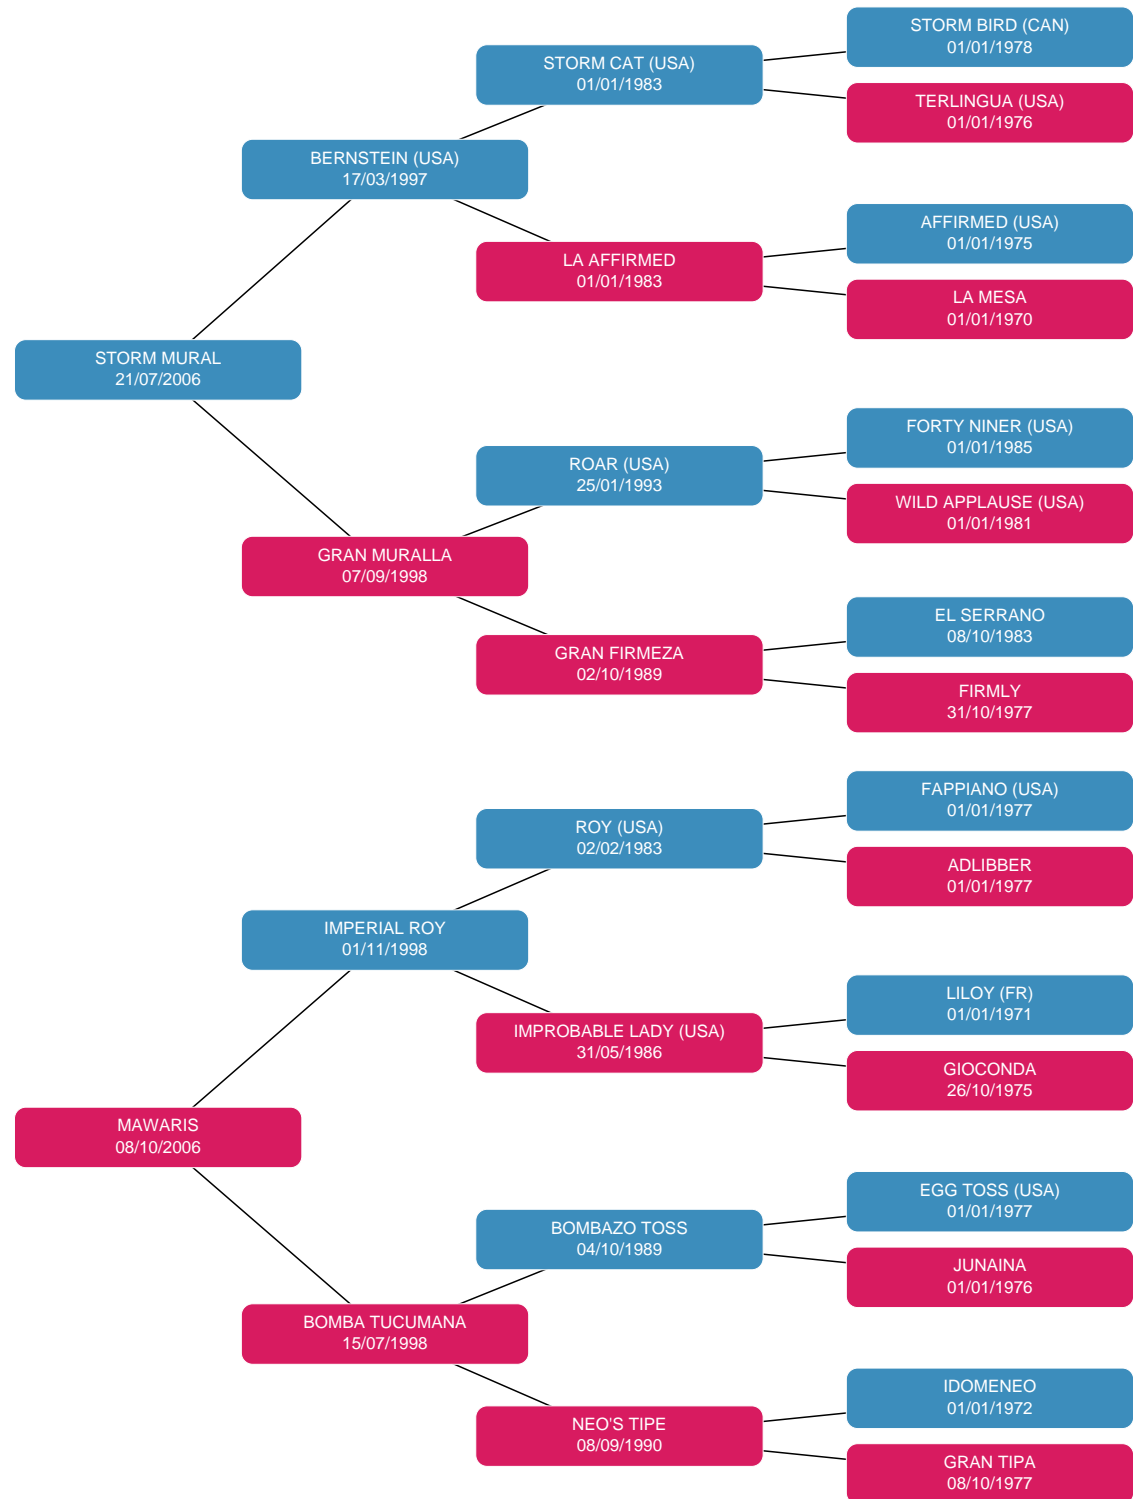 STORM BIRD (CAN)
01/01/1978
STORM CAT (USA)
01/01/1983
TERLINGUA (USA)
01/01/1976
BERNSTEIN (USA)
17/03/1997
AFFIRMED (USA)
01/01/1975
LA AFFIRMED
01/01/1983
LA MESA
01/01/1970
STORM MURAL
21/07/2006
FORTY NINER (USA)
01/01/1985
ROAR (USA)
25/01/1993
WILD APPLAUSE (USA)
01/01/1981
GRAN MURALLA
07/09/1998
EL SERRANO
08/10/1983
GRAN FIRMEZA
02/10/1989
FIRMLY
31/10/1977
FAPPIANO (USA)
01/01/1977
ROY (USA)
02/02/1983
ADLIBBER
01/01/1977
IMPERIAL ROY
01/11/1998
LILOY (FR)
01/01/1971
IMPROBABLE LADY (USA)
31/05/1986
GIOCONDA
26/10/1975
MAWARIS
08/10/2006
EGG TOSS (USA)
01/01/1977
BOMBAZO TOSS
04/10/1989
JUNAINA
01/01/1976
BOMBA TUCUMANA
15/07/1998
IDOMENEO
01/01/1972
NEO'S TIPE
08/09/1990
GRAN TIPA
08/10/1977